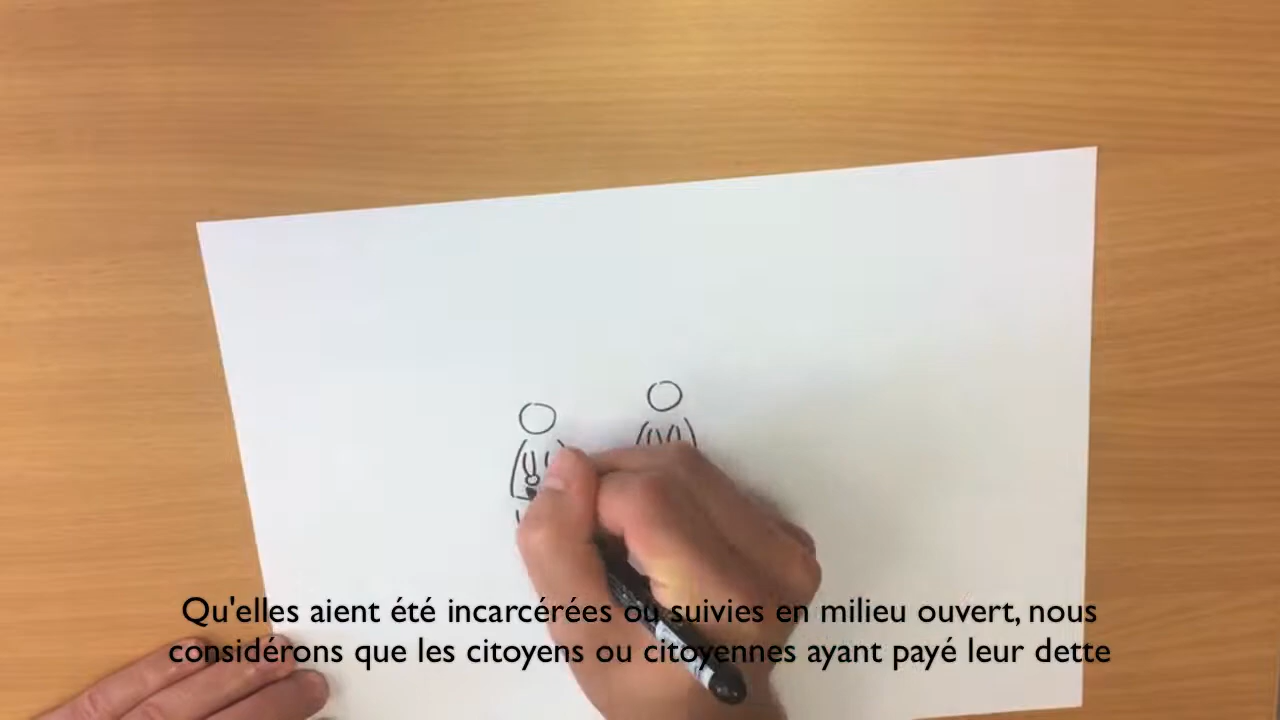 Qu'elles aient été incarcérées ou suivies en milieu ouvert, nous
considérons que les citoyens ou citoyennes ayant payé leur dette